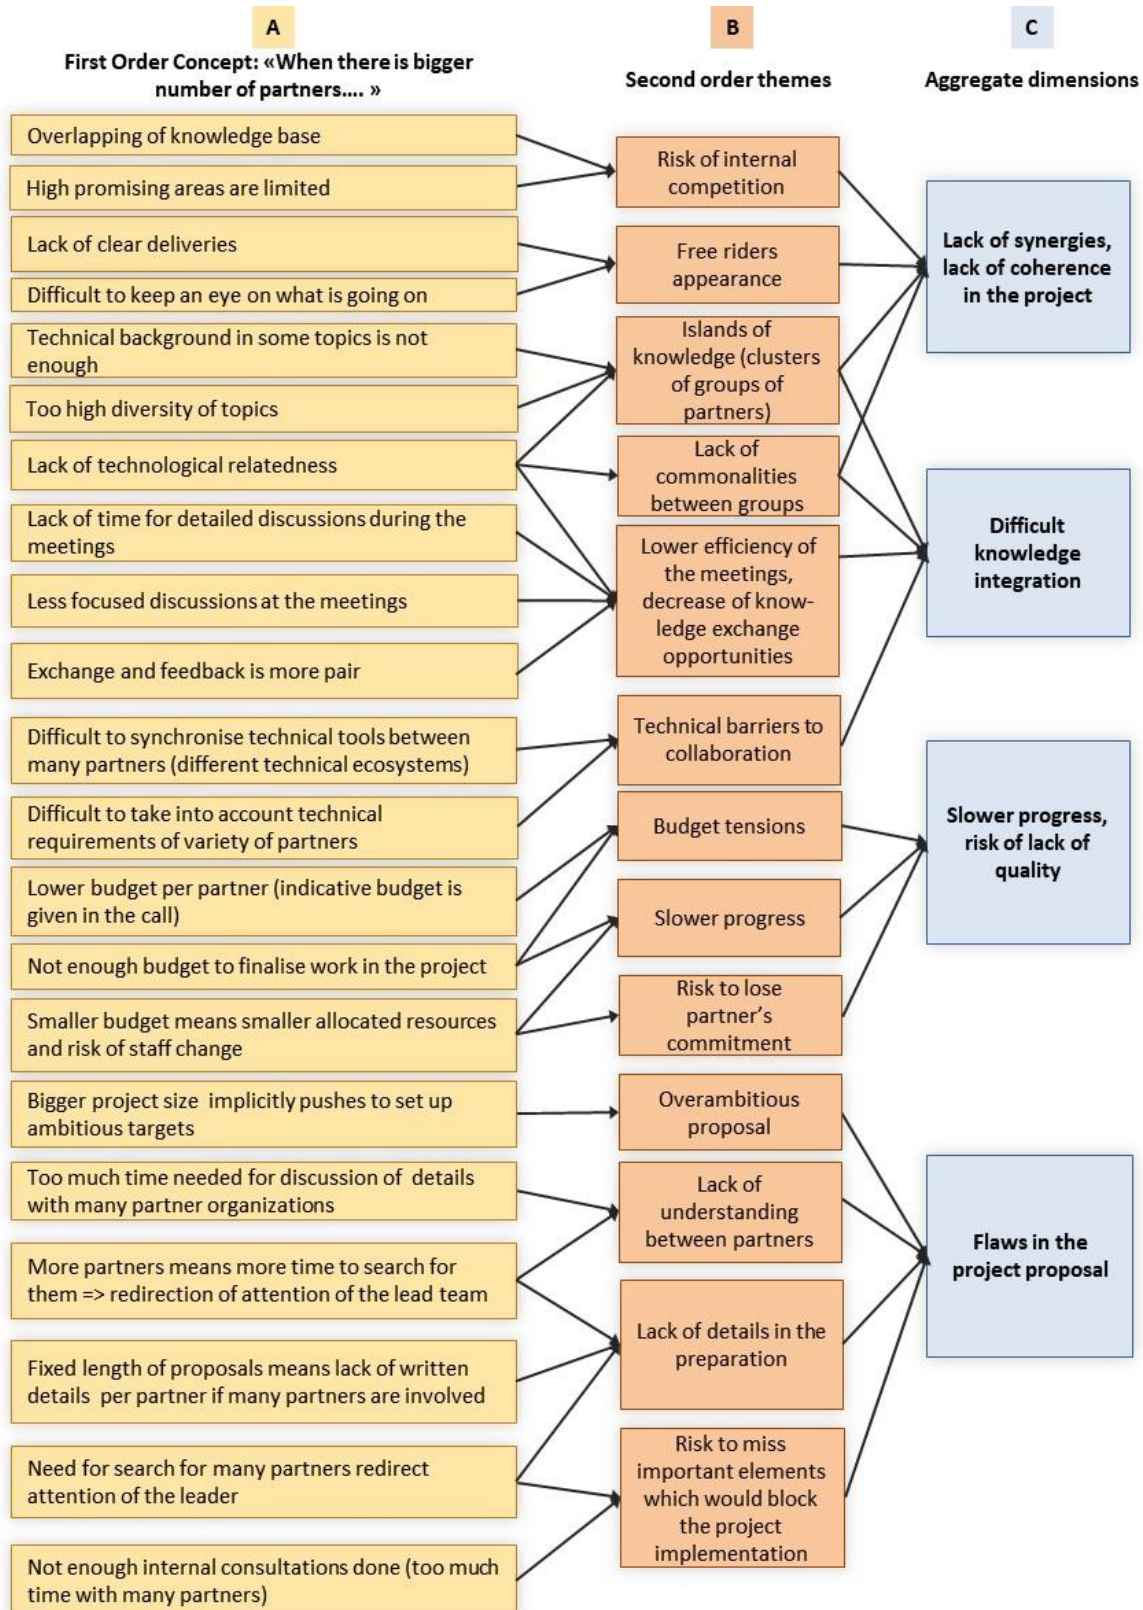 A
First Order Concept: «When there is bigger
number of partners.... »
Overlapping of knowledge base
High promising areas are limited
Lack of clear deliveries
Difficult to keep an eye on what is going on
Technical background in some topics is not
enough
Too high diversity of topics
Lack of technological relatedness
Lack of time for detailed discussions during the
meetings
Less focused discussions at the meetings
Exchange and feedback is more pair
Difficult to synchronise technical tools between
many partners (different technical ecosystems)
Difficult to take into account technical
requirements of variety of partners
Lower budget per partner (indicative budget is
given in the call)
Not enough budget to finalise work in the project
Smaller budget means smaller allocated resources
and risk of staff change
Bigger project size implicitly pushes to set up
ambitious targets
Too much time needed for discussion of details
with many partner organizations
More partners means more time to search for
them => redirection of attention of the lead team
Fixed length of proposals means lack of written
details per partner if many partners are involved
Need for search for many partners redirect
attention of the leader
Not enough internal consultations done (too much
time with many partners)
B
Second order themes
Risk of internal
competition
Free riders
appearance
Islands of
knowledge (clusters
of groups of
partners)
Lack of
commonalities
between groups
Lower efficiency of
the meetings,
decrease of know-
ledge exchange
opportunities
Technical barriers to
collaboration
Budget tensions
Slower progress
Risk to lose
partner's
commitment
Overambitious
proposal
Lack of
understanding
between partners
Lack of details in the
preparation
Risk to miss
important elements
which would block
the project
implementation
C
Aggregate dimensions
Lack of synergies,
lack of coherence
in the project
Difficult
knowledge
integration
Slower progress,
risk of lack of
quality
Flaws in the
project proposal